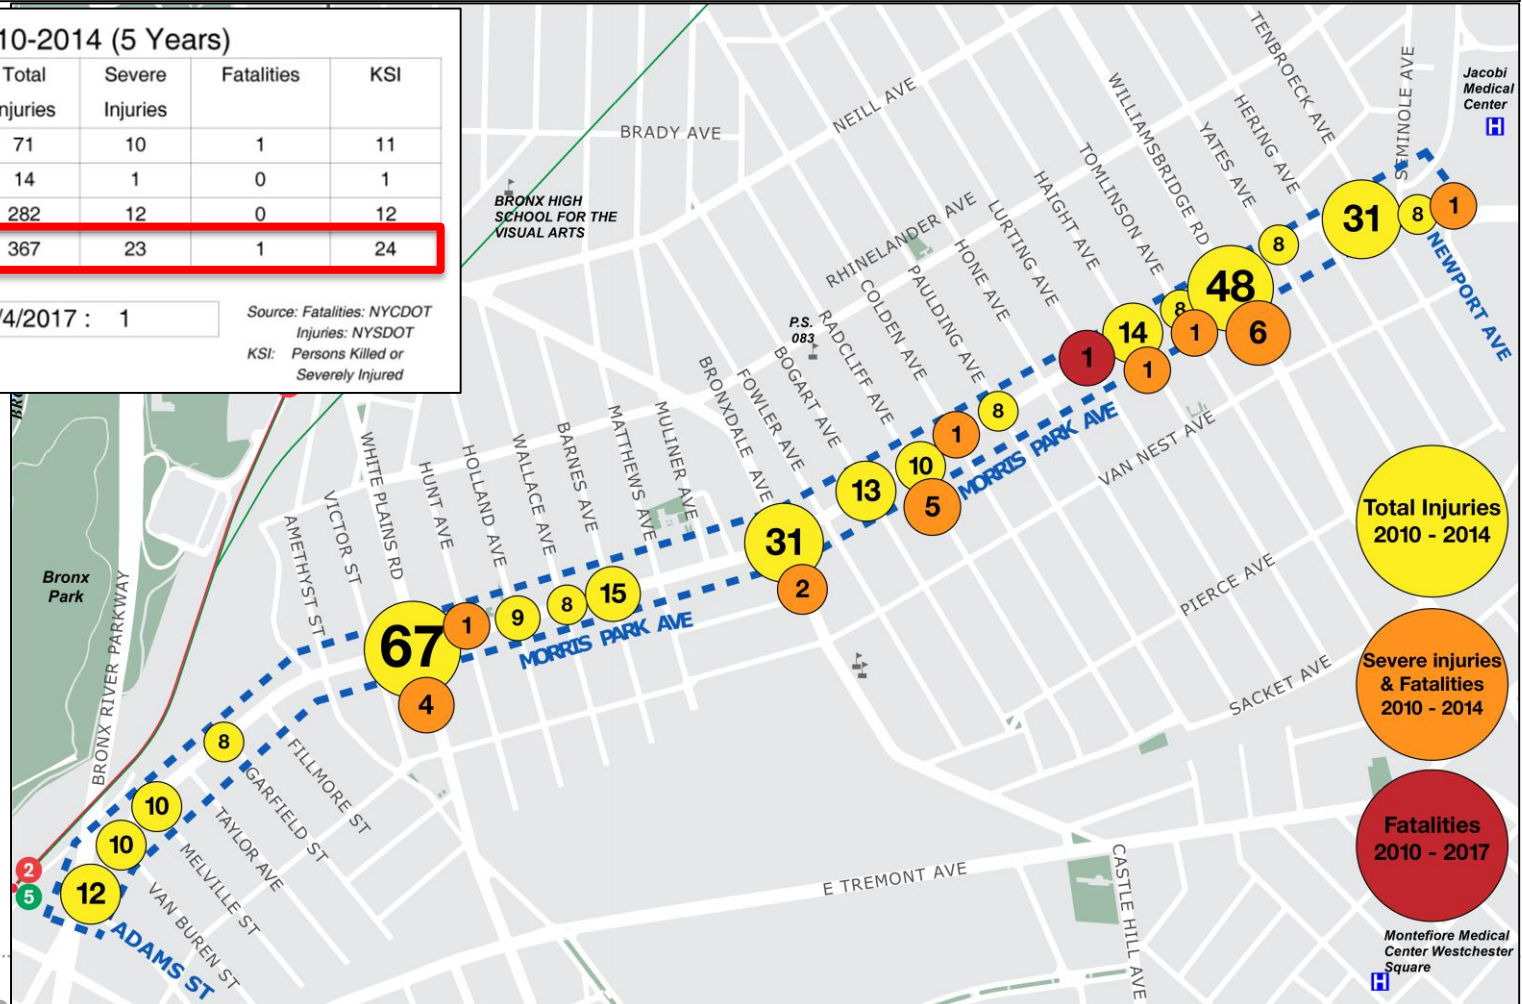 10-2014 (5 Years)
Total Injuries Severe Injuries Fatalities KSI
71 10 1 11
14 1 0 1
282 12 0 12
367 23 1 24
/4/2017 : 1
Source: Fatalities: NYCDOT
Injuries: NYSDOT
KSI: Persons Killed or
Severely Injured
TENBROECK AVE
SEMINOLE AVE
Jacobi
Medical
Center
H
NEILL AVE
BRADY AVE
WILLIAMSBRIDGE RD
HERING AVE
YATES AVE
TOMLINSON AVE
HAIGHT AVE
LURTING AVE
HONE AVE
PAULDING AVE
COLDEN AVE
RADCLIFF AVE
BOGART AVE
FOWLER AVE
BRONXDALE AVE
RHINELANDER AVE
BRONX HIGH
SCHOOL FOR THE
VISUAL ARTS
P.S.
083
31
8
1
NEWPORT AVE
8
48
6
8
1
14
1
1
8
1
10
5
13
MORRIS PARK AVE
VAN NEST AVE
31
2
MULINER AVE
MATTHEWS AVE
BARNES AVE
WALLACE AVE
HOLLAND AVE
HUNT AVE
WHITE PLAINS RD
VICTOR ST
AMETHYST ST
15
8
9
1
67
4
MORRIS PARK AVE
PIERCE AVE
SACKET AVE
Bronx
Park
BRONX RIVER PARKWAY
8
10
10
12
2
5
FILLMORE ST
GARFIELD ST
TAYLOR AVE
MELVILLE ST
VAN BUREN ST
ADAMS ST
E TREMONT AVE
CASTLE HILL AVE
Total Injuries
2010 - 2014
Severe injuries
& Fatalities
2010 - 2014
Fatalities
2010 - 2017
Montefiore Medical
Center Westchester
Square
H